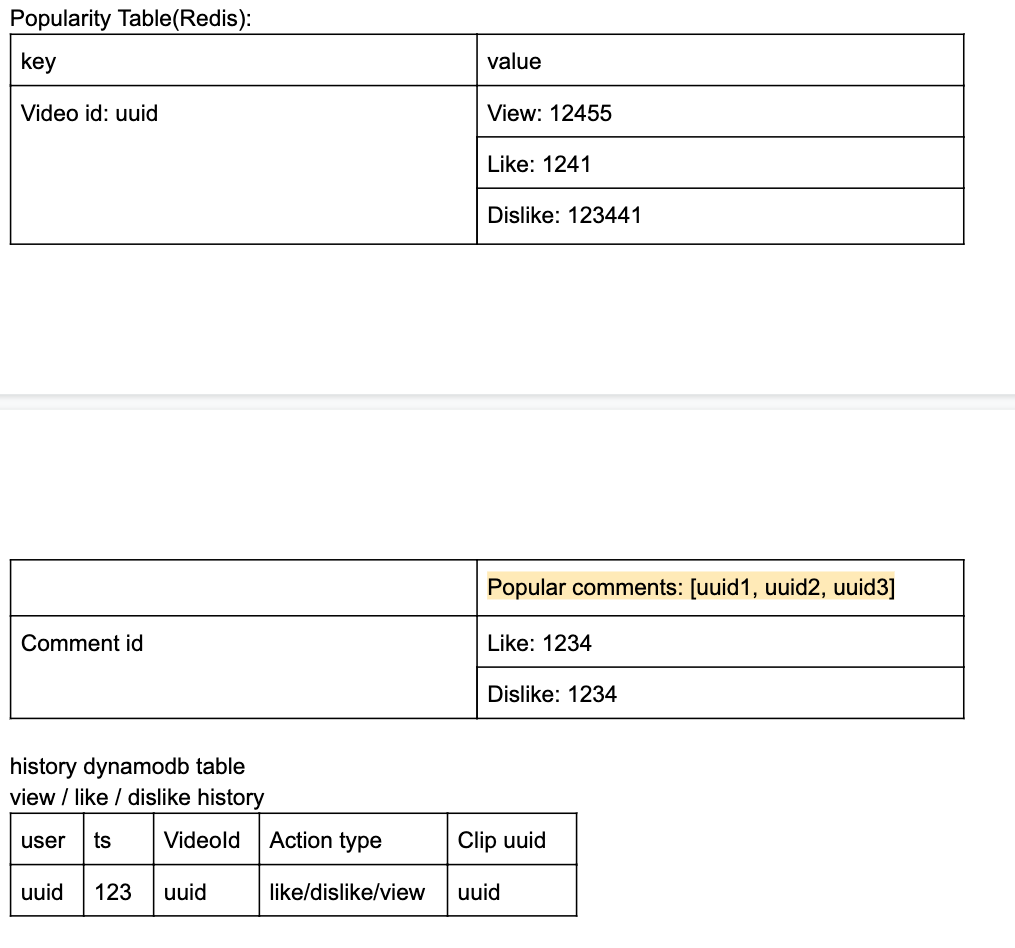 Popularity Table(Redis):
key value
Video id: uuid View: 12455
Like: 1241
Dislike: 123441
Popular comments: [uuid1, uuid2, uuid3]
Comment id Like: 1234
Dislike: 1234
history dynamodb table
view / like / dislike history
user ts VideoId Action type Clip uuid
uuid 123 uuid like/dislike/view uuid